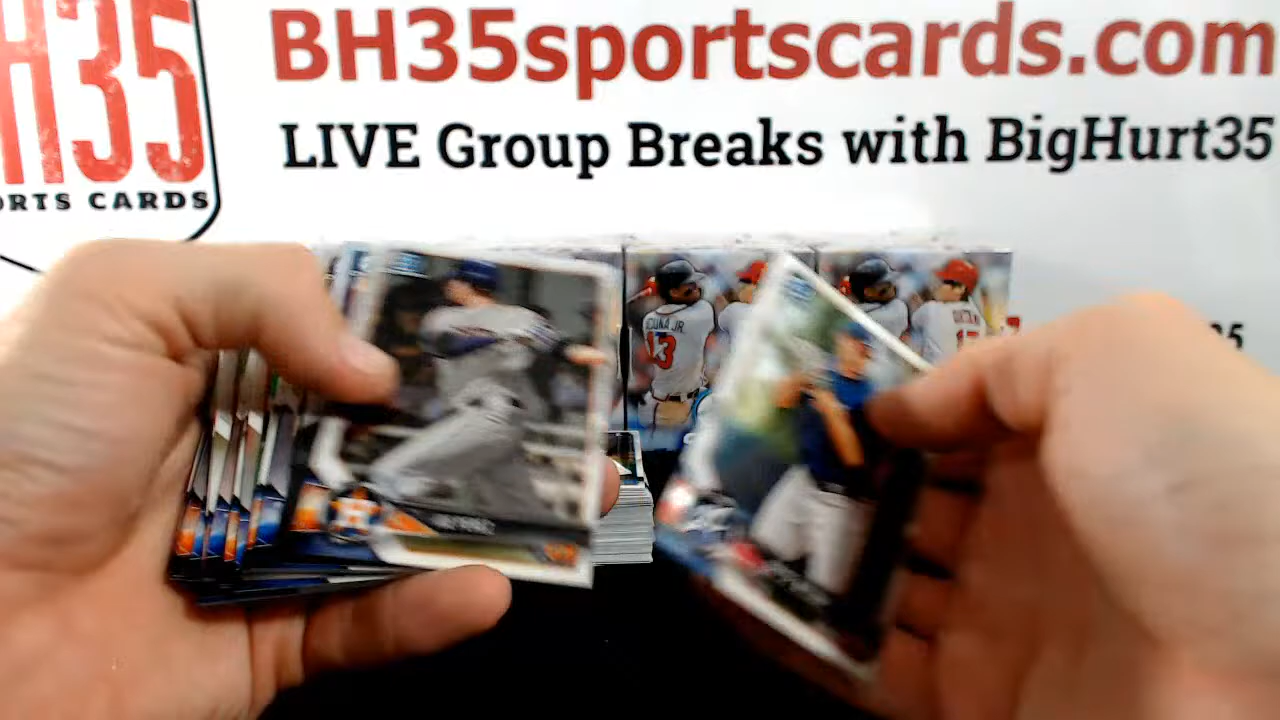 BH35sportscards.com
H35
ORTS CARDS
LIVE Group Breaks with BigHurt35
ACUNA JR.
13